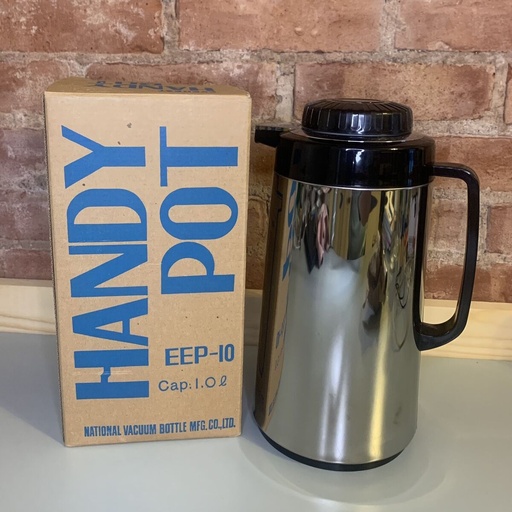 HANDY
POT
EEP-10
Cap: 1.0ℓ
NATIONAL VACUUM BOTTLE MFG. CO., LTD.